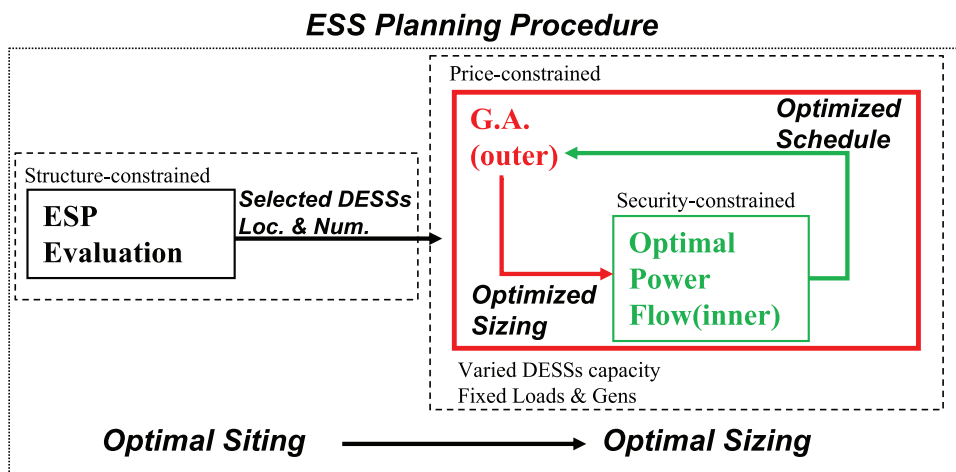 ESS Planning Procedure
Structure-constrained
ESP
Evaluation
Selected DESSs
Loc. & Num.
Price-constrained
G.A.
(outer)
Optimized
Schedule
Security-constrained
Optimal
Power
Flow(inner)
Optimized
Sizing
Varied DESSs capacity
Fixed Loads & Gens
Optimal Siting
Optimal Sizing